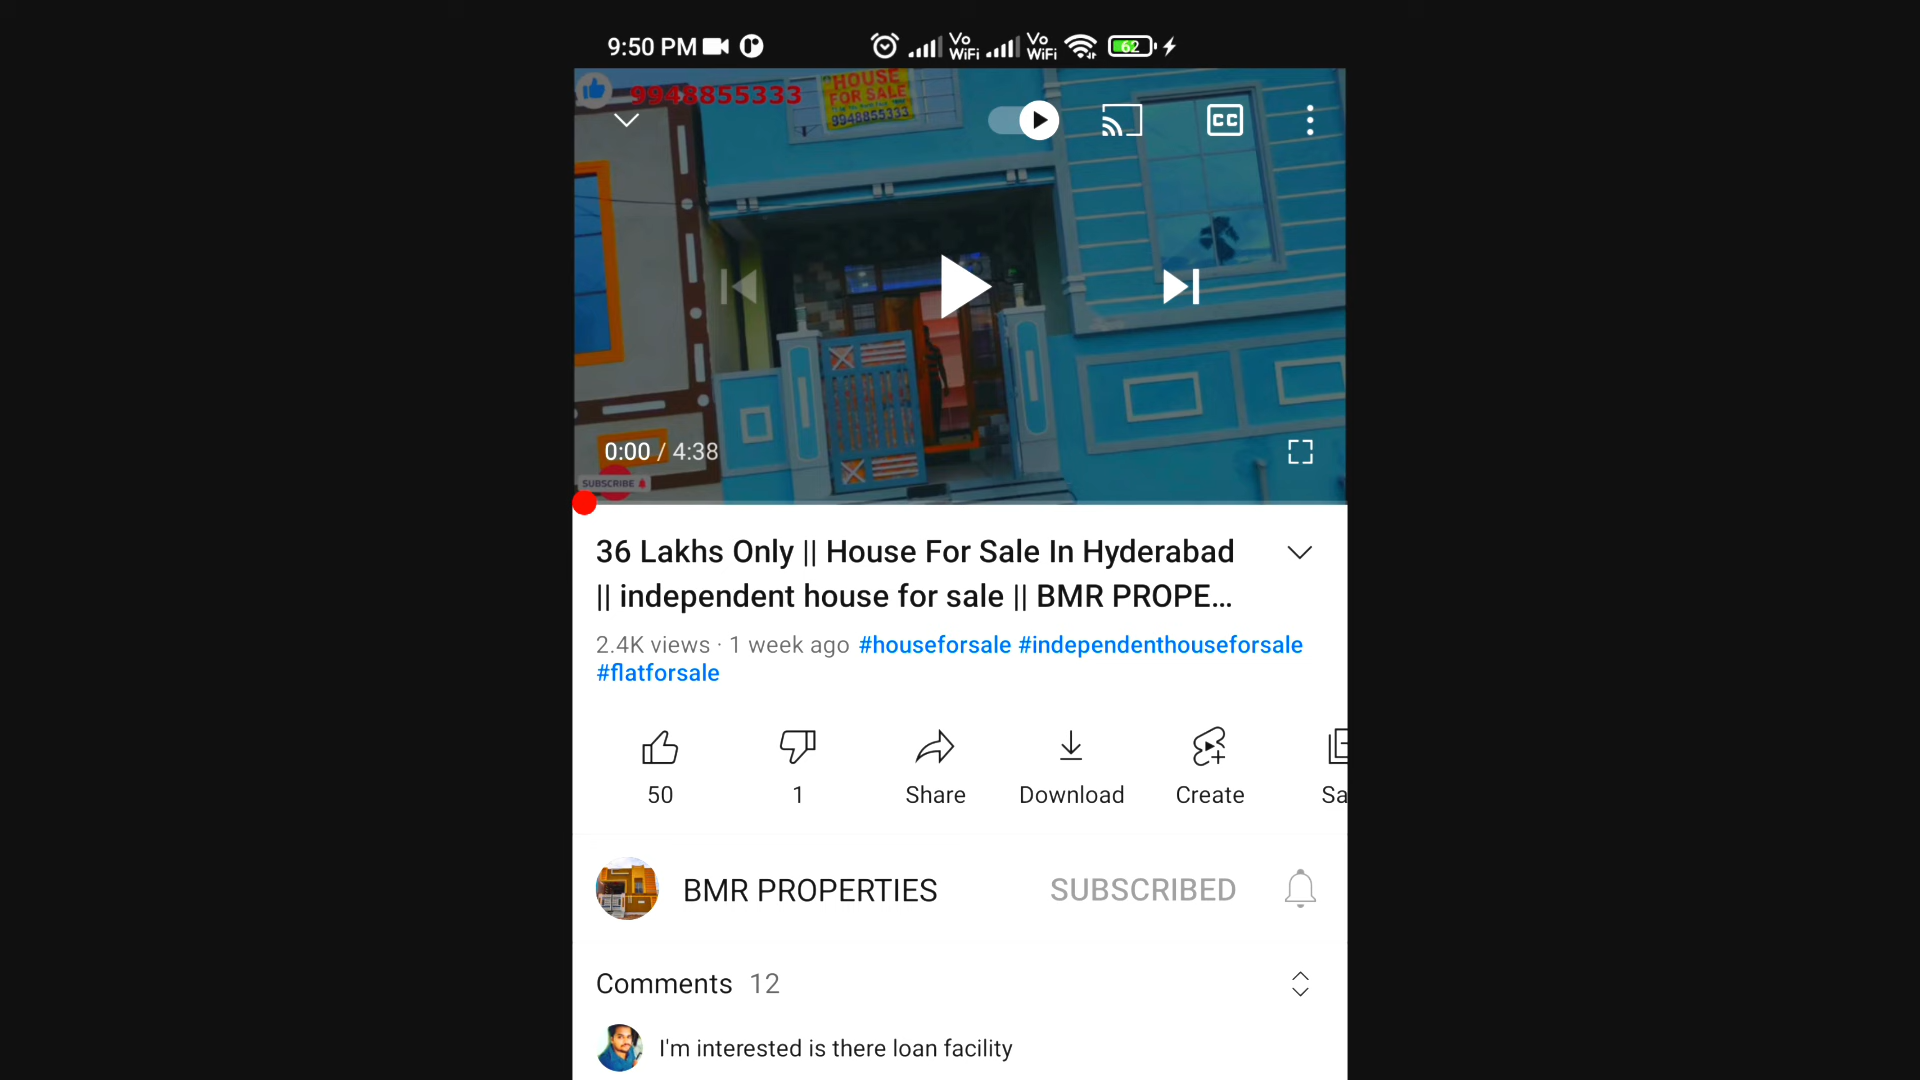 9:50 PM
Vo
WiFi
Vo
WiFi
62
9948855333
HOUSE
FOR SALE
9948855333
CC
0:00 / 4:38
SUBSCRIBE
36 Lakhs Only || House For Sale In Hyderabad
|| independent house for sale || BMR PROPE...
2.4K views · 1 week ago #houseforsale #independenthouseforsale
#flatforsale
50
1
Share
Download
Create
Sa
BMR PROPERTIES
SUBSCRIBED
Comments 12
I'm interested is there loan facility